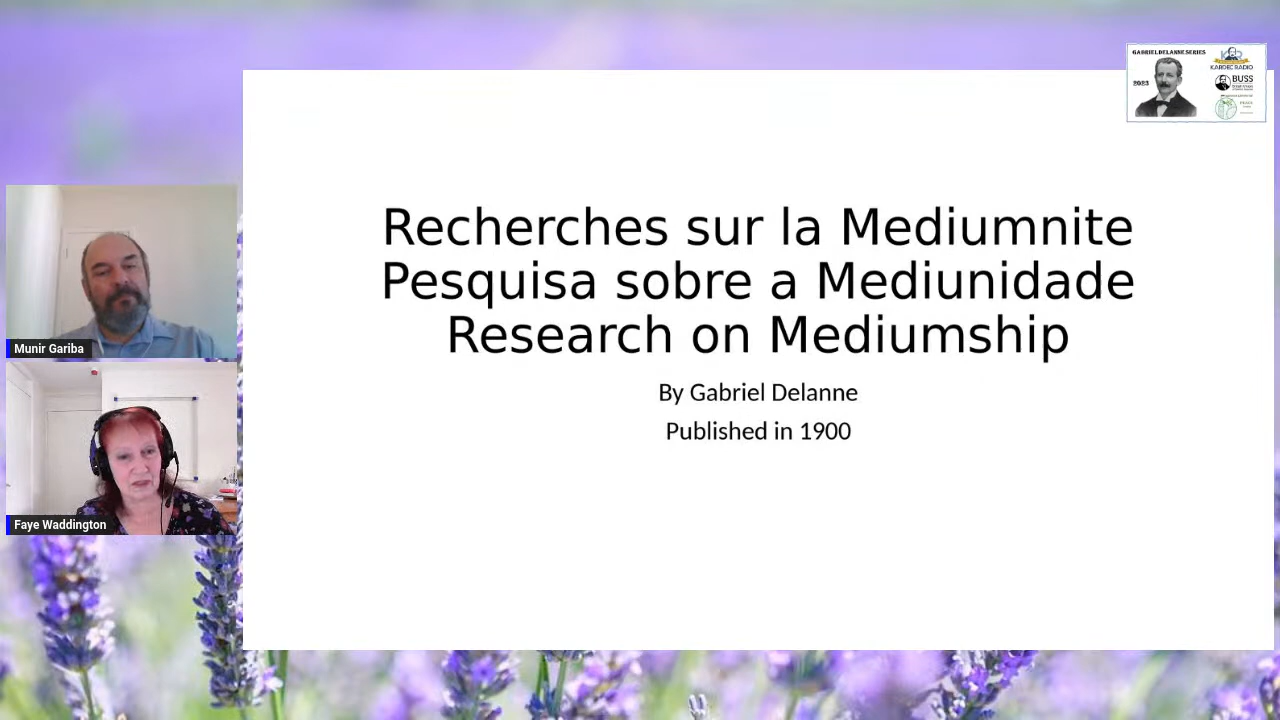 GABRIEL DELANNE SERIES
2023
KARDEC RADIO
BUSS
Recherches sur la Mediumnite
Pesquisa sobre a Mediunidade
Research on Mediumship
By Gabriel Delanne
Published in 1900
Munir Gariba
Faye Waddington